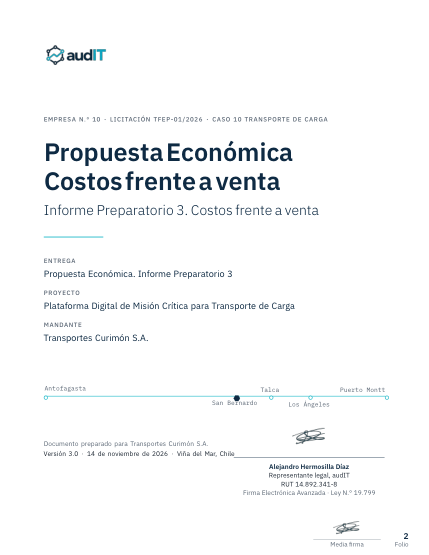 audIT
EMPRESA N.º 10 · LICITACIÓN TFEP-01/2026 · CASO 10 TRANSPORTE DE CARGA
Propuesta Económica
Costos frente a venta
Informe Preparatorio 3. Costos frente a venta
ENTREGA
Propuesta Económica. Informe Preparatorio 3
PROYECTO
Plataforma Digital de Misión Crítica para Transporte de Carga
MANDANTE
Transportes Curimón S.A.
Antofagasta
Talca
Puerto Montt
San Bernardo
Los Ángeles
Documento preparado para Transportes Curimón S.A.
Versión 3.0 · 14 de noviembre de 2026 · Viña del Mar, Chile
Alejandro Hermosilla Díaz
Representante legal, audIT
RUT 14.892.341-8
Firma Electrónica Avanzada · Ley N.º 19.799
Media firma
2
Folio